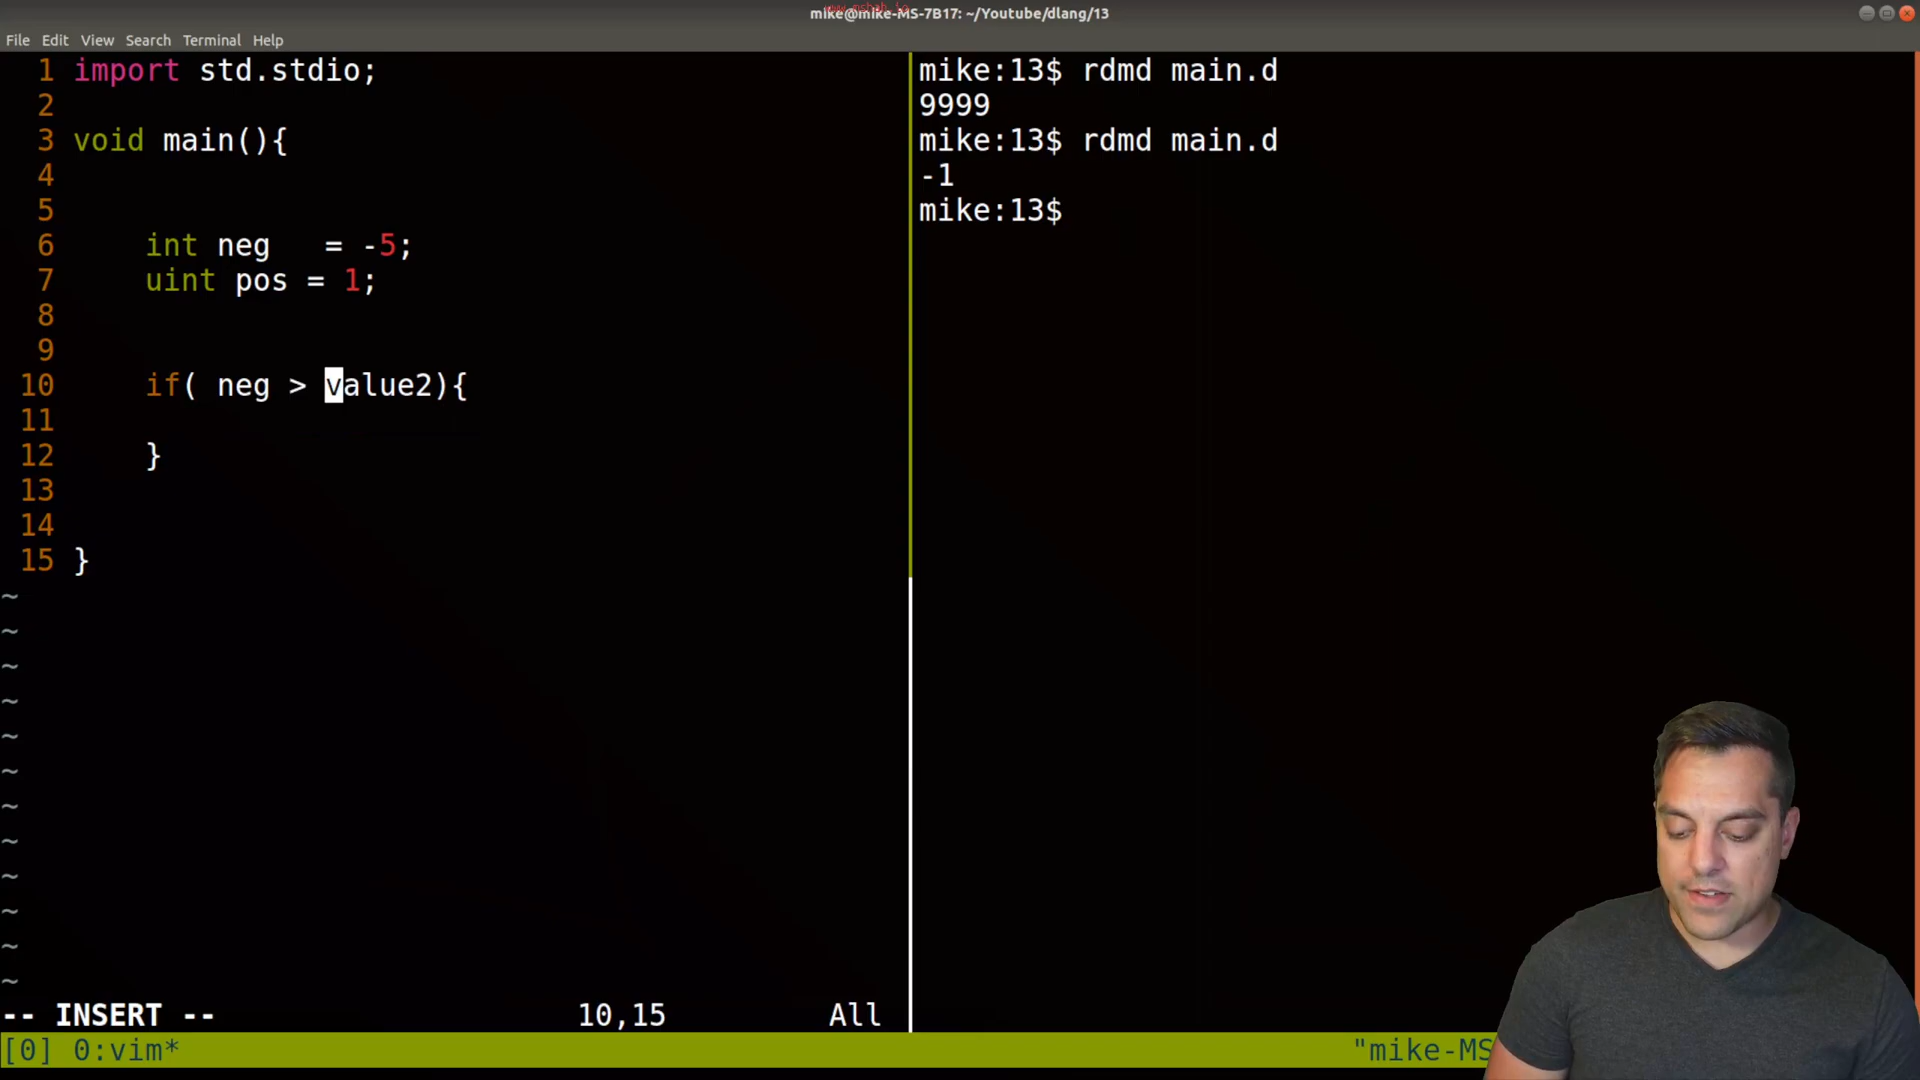 www.mshah.io
mike@mike-MS-7B17: ~/Youtube/dlang/13
File Edit View Search Terminal Help
1 import std.stdio;
2
3 void main(){
4
5
6 int neg   = -5;
7 uint pos = 1;
8
9
10 if( neg > value2){
11
12 }
13
14
15 }
~
~
~
~
~
~
~
~
~
~
~
~
-- INSERT -- 10,15 All
mike:13$ rdmd main.d
9999
mike:13$ rdmd main.d
-1
mike:13$
[0] 0:vim* "mike-MS